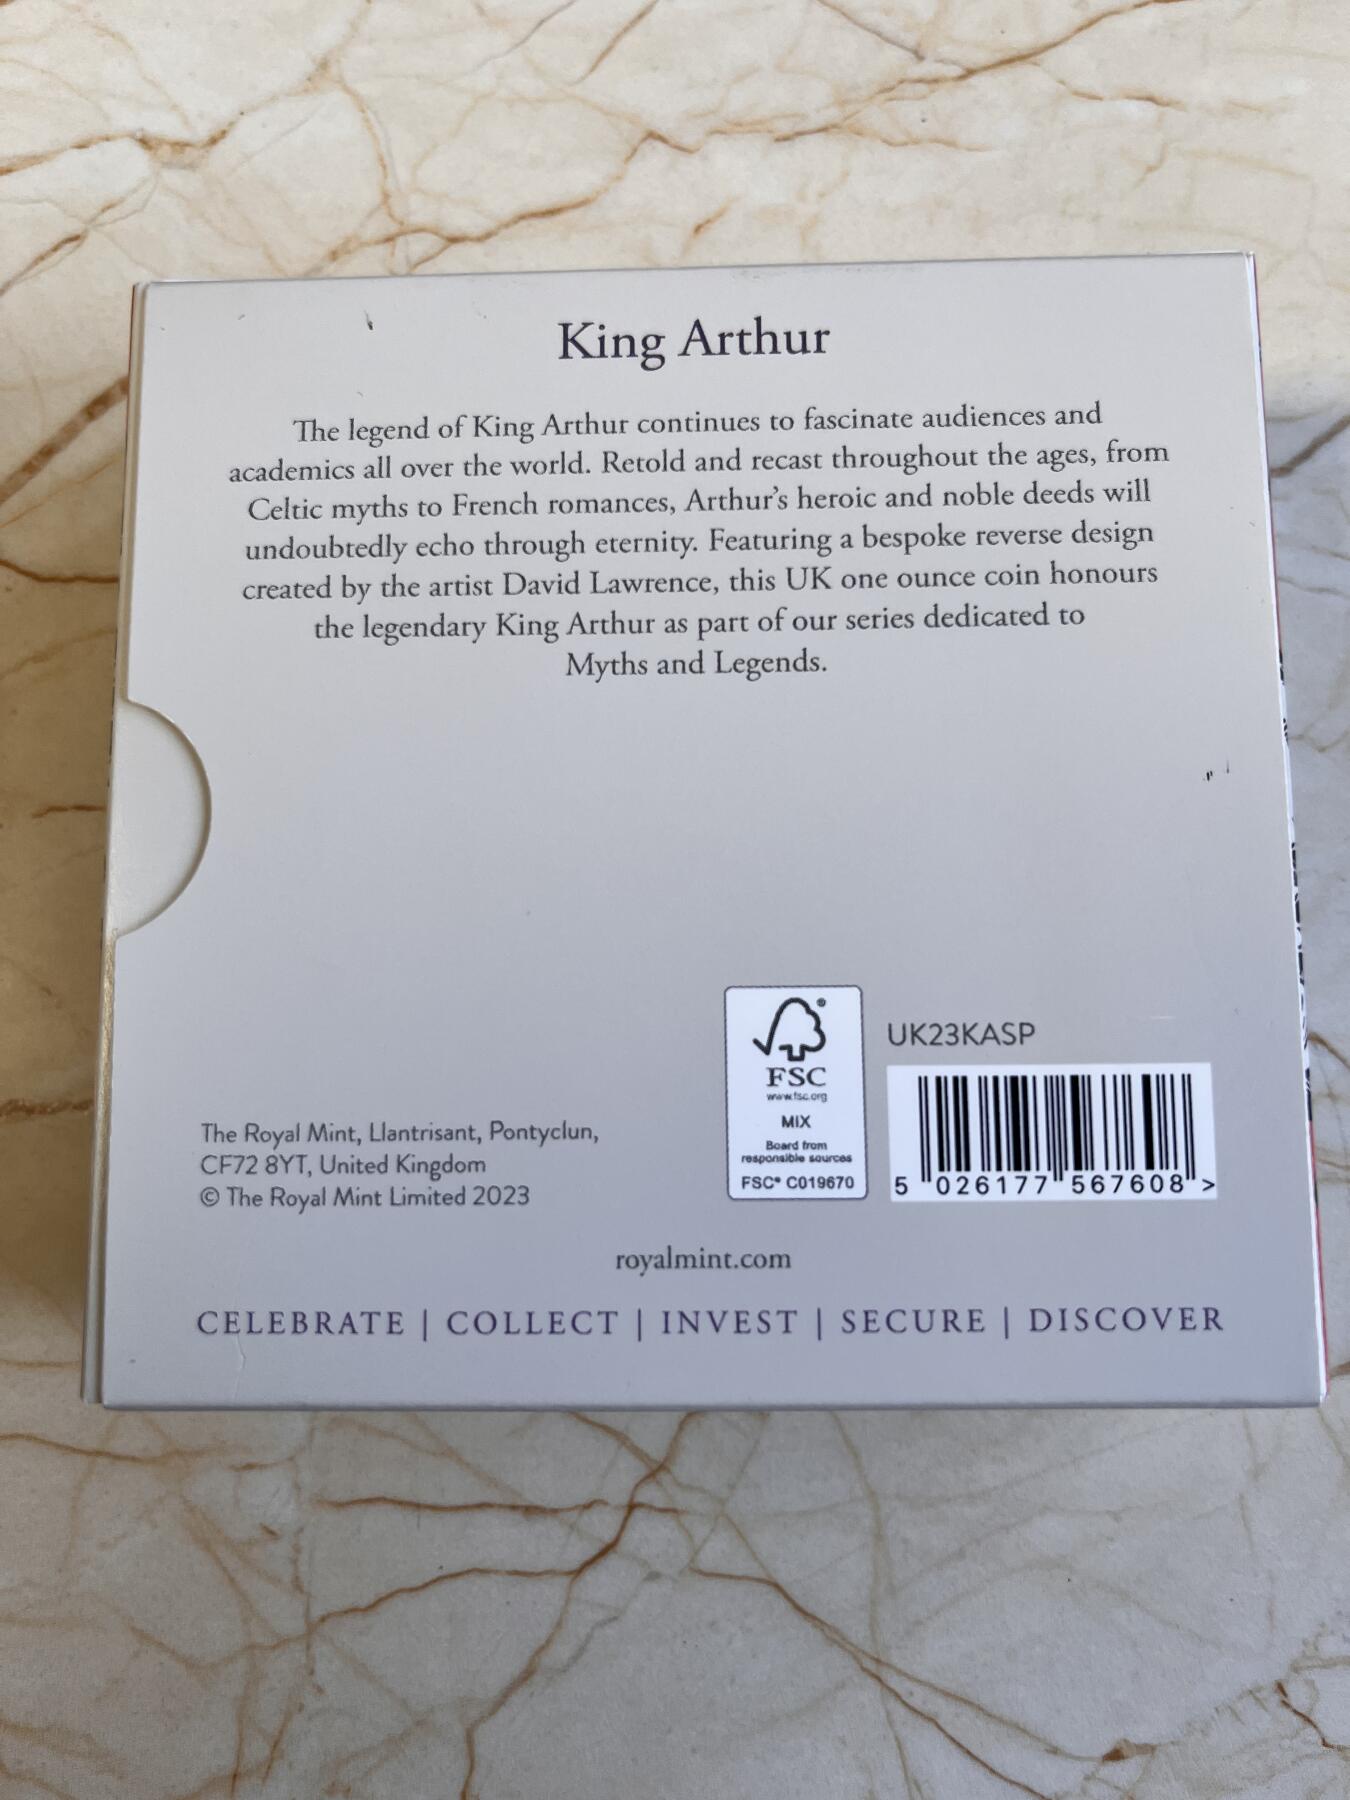 King Arthur
The legend of King Arthur continues to fascinate audiences and
academics all over the world. Retold and recast throughout the ages, from
Celtic myths to French romances, Arthur's heroic and noble deeds will
undoubtedly echo through eternity. Featuring a bespoke reverse design
created by the artist David Lawrence, this UK one ounce coin honours
the legendary King Arthur as part of our series dedicated to
Myths and Legends.
The Royal Mint, Llantrisant, Pontyclun,
CF72 8YT, United Kingdom
© The Royal Mint Limited 2023
®
FSC
www.fsc.org
MIX
Board from
responsible sources
FSC® C019670
UK23KASP
5 026177 567608 >
royalmint.com
CELEBRATE | COLLECT | INVEST | SECURE | DISCOVER